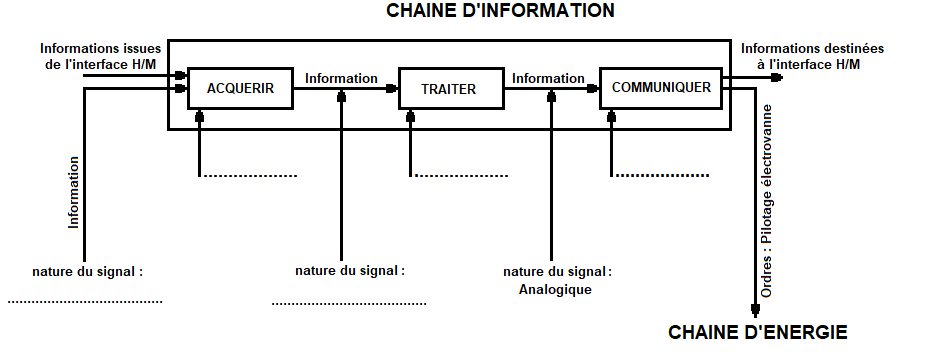 CHAINE D'INFORMATION
Informations issues
de l'interface H/M
Informations destinées
à l'interface H/M
ACQUERIR
Information
TRAITER
Information
COMMUNIQUER
Information
.....................
.....................
.....................
Ordres : Pilotage électrovanne
nature du signal :
.......................................
nature du signal :
.......................................
nature du signal :
Analogique
CHAINE D'ENERGIE